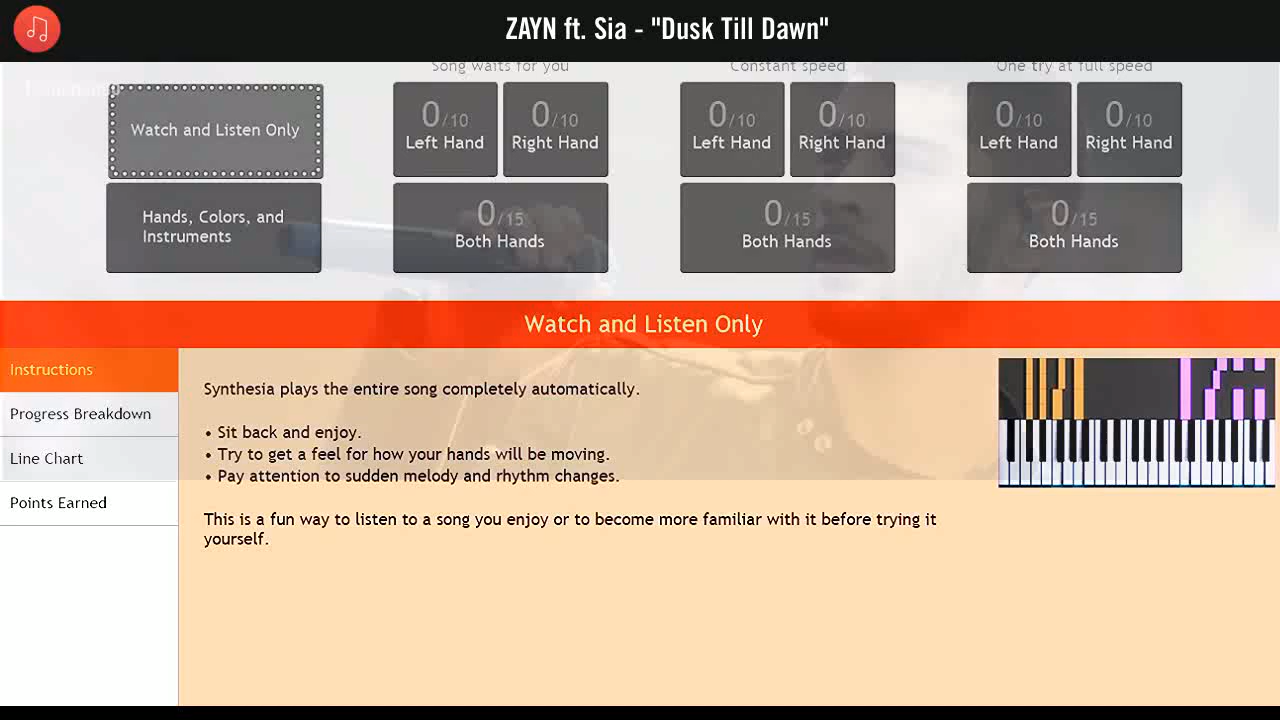 ZAYN ft. Sia - "Dusk Till Dawn"
Song waits for you
Constant speed
One try at full speed
Watch and Listen Only
0/10
Left Hand
0/10
Right Hand
0/10
Left Hand
0/10
Right Hand
0/10
Left Hand
0/10
Right Hand
Hands, Colors, and
Instruments
0/15
Both Hands
0/15
Both Hands
0/15
Both Hands
Watch and Listen Only
Instructions
Progress Breakdown
Line Chart
Points Earned
Synthesia plays the entire song completely automatically.
• Sit back and enjoy.
• Try to get a feel for how your hands will be moving.
• Pay attention to sudden melody and rhythm changes.
This is a fun way to listen to a song you enjoy or to become more familiar with it before trying it
yourself.